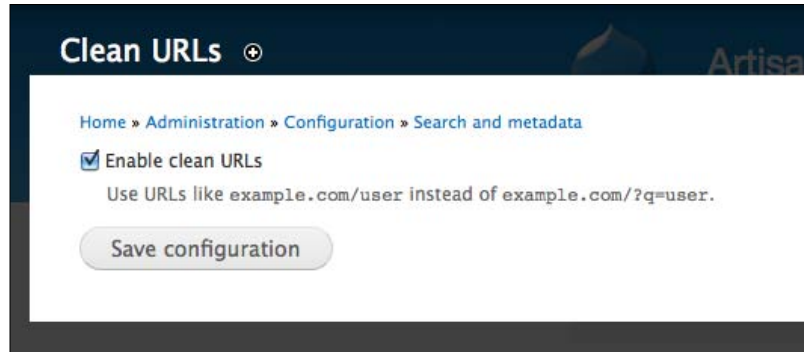 Clean URLs
Artisa
Home » Administration » Configuration » Search and metadata
Enable clean URLs
Use URLs like example.com/user instead of example.com/?q=user.
Save configuration